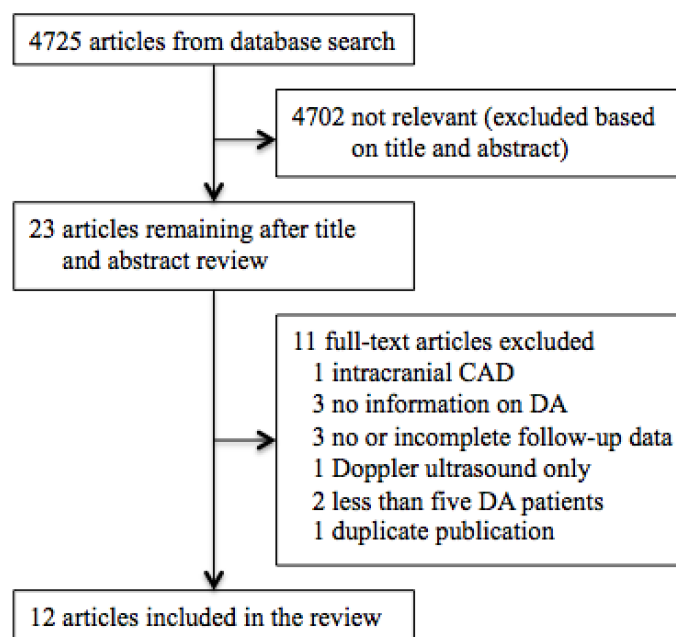 4725 articles from database search
4702 not relevant (excluded based
on title and abstract)
23 articles remaining after title
and abstract review
11 full-text articles excluded
1 intracranial CAD
3 no information on DA
3 no or incomplete follow-up data
1 Doppler ultrasound only
2 less than five DA patients
1 duplicate publication
12 articles included in the review